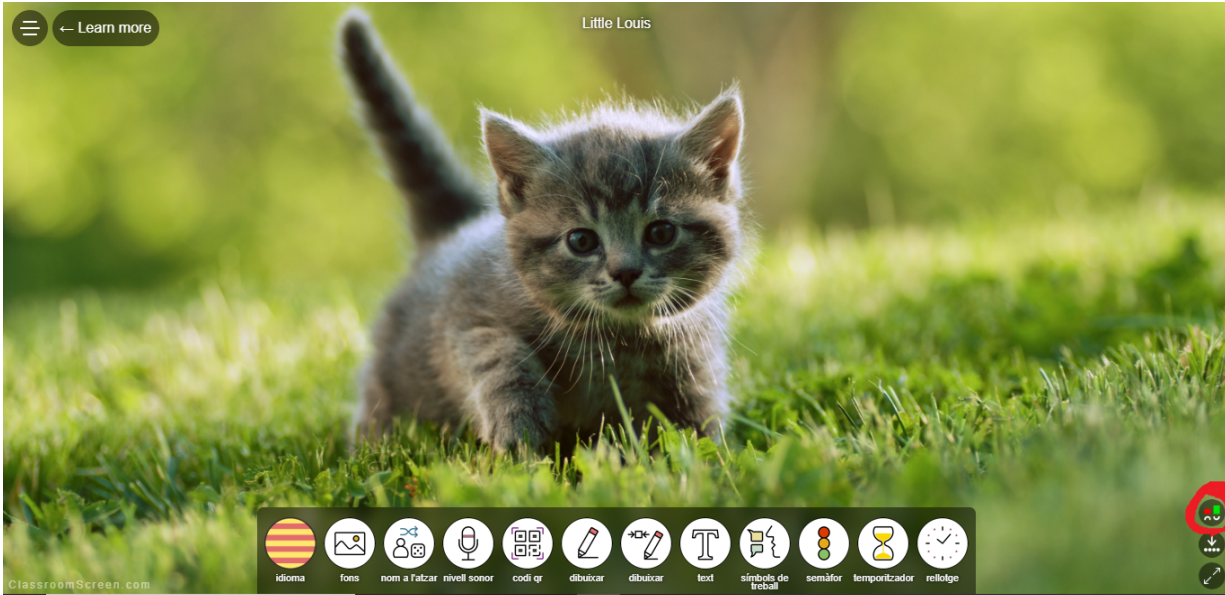 ← Learn more
Little Louis
idioma
fons
nom a l'atzar
nivell sonor
codi qr
dibuixar
dibuixar
text
símbols de
treball
semàfor
temporitzador
rellotge
ClassroomScreen.com